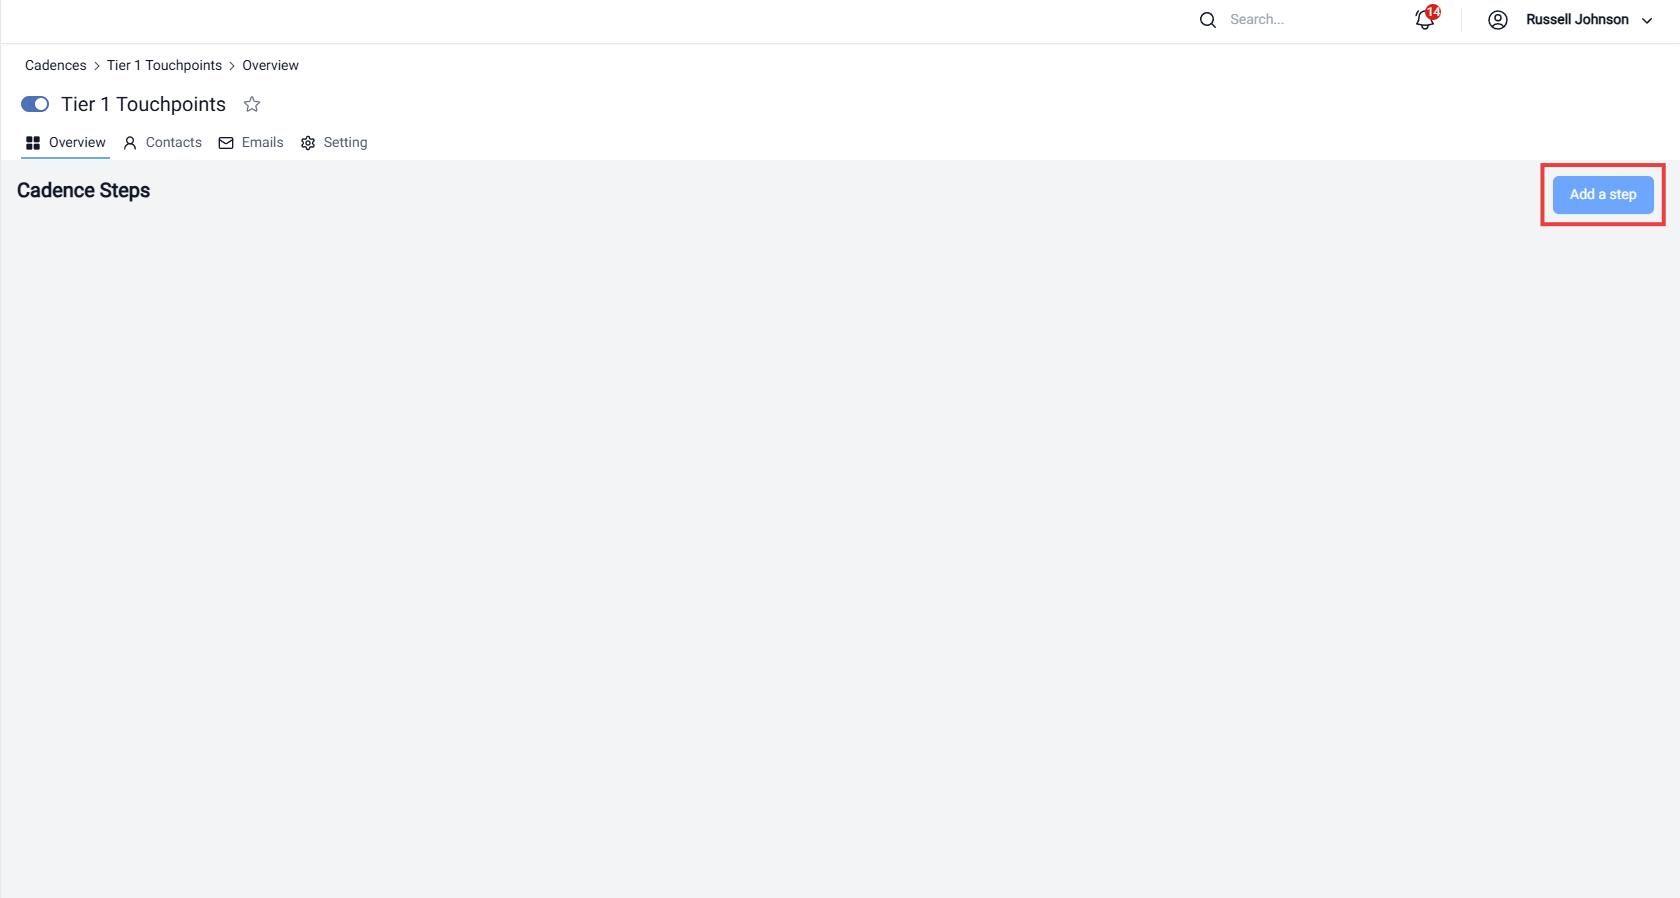 Search...
14
Russell Johnson
Cadences > Tier 1 Touchpoints > Overview
Tier 1 Touchpoints
Overview Contacts Emails Setting
Cadence Steps
Add a step